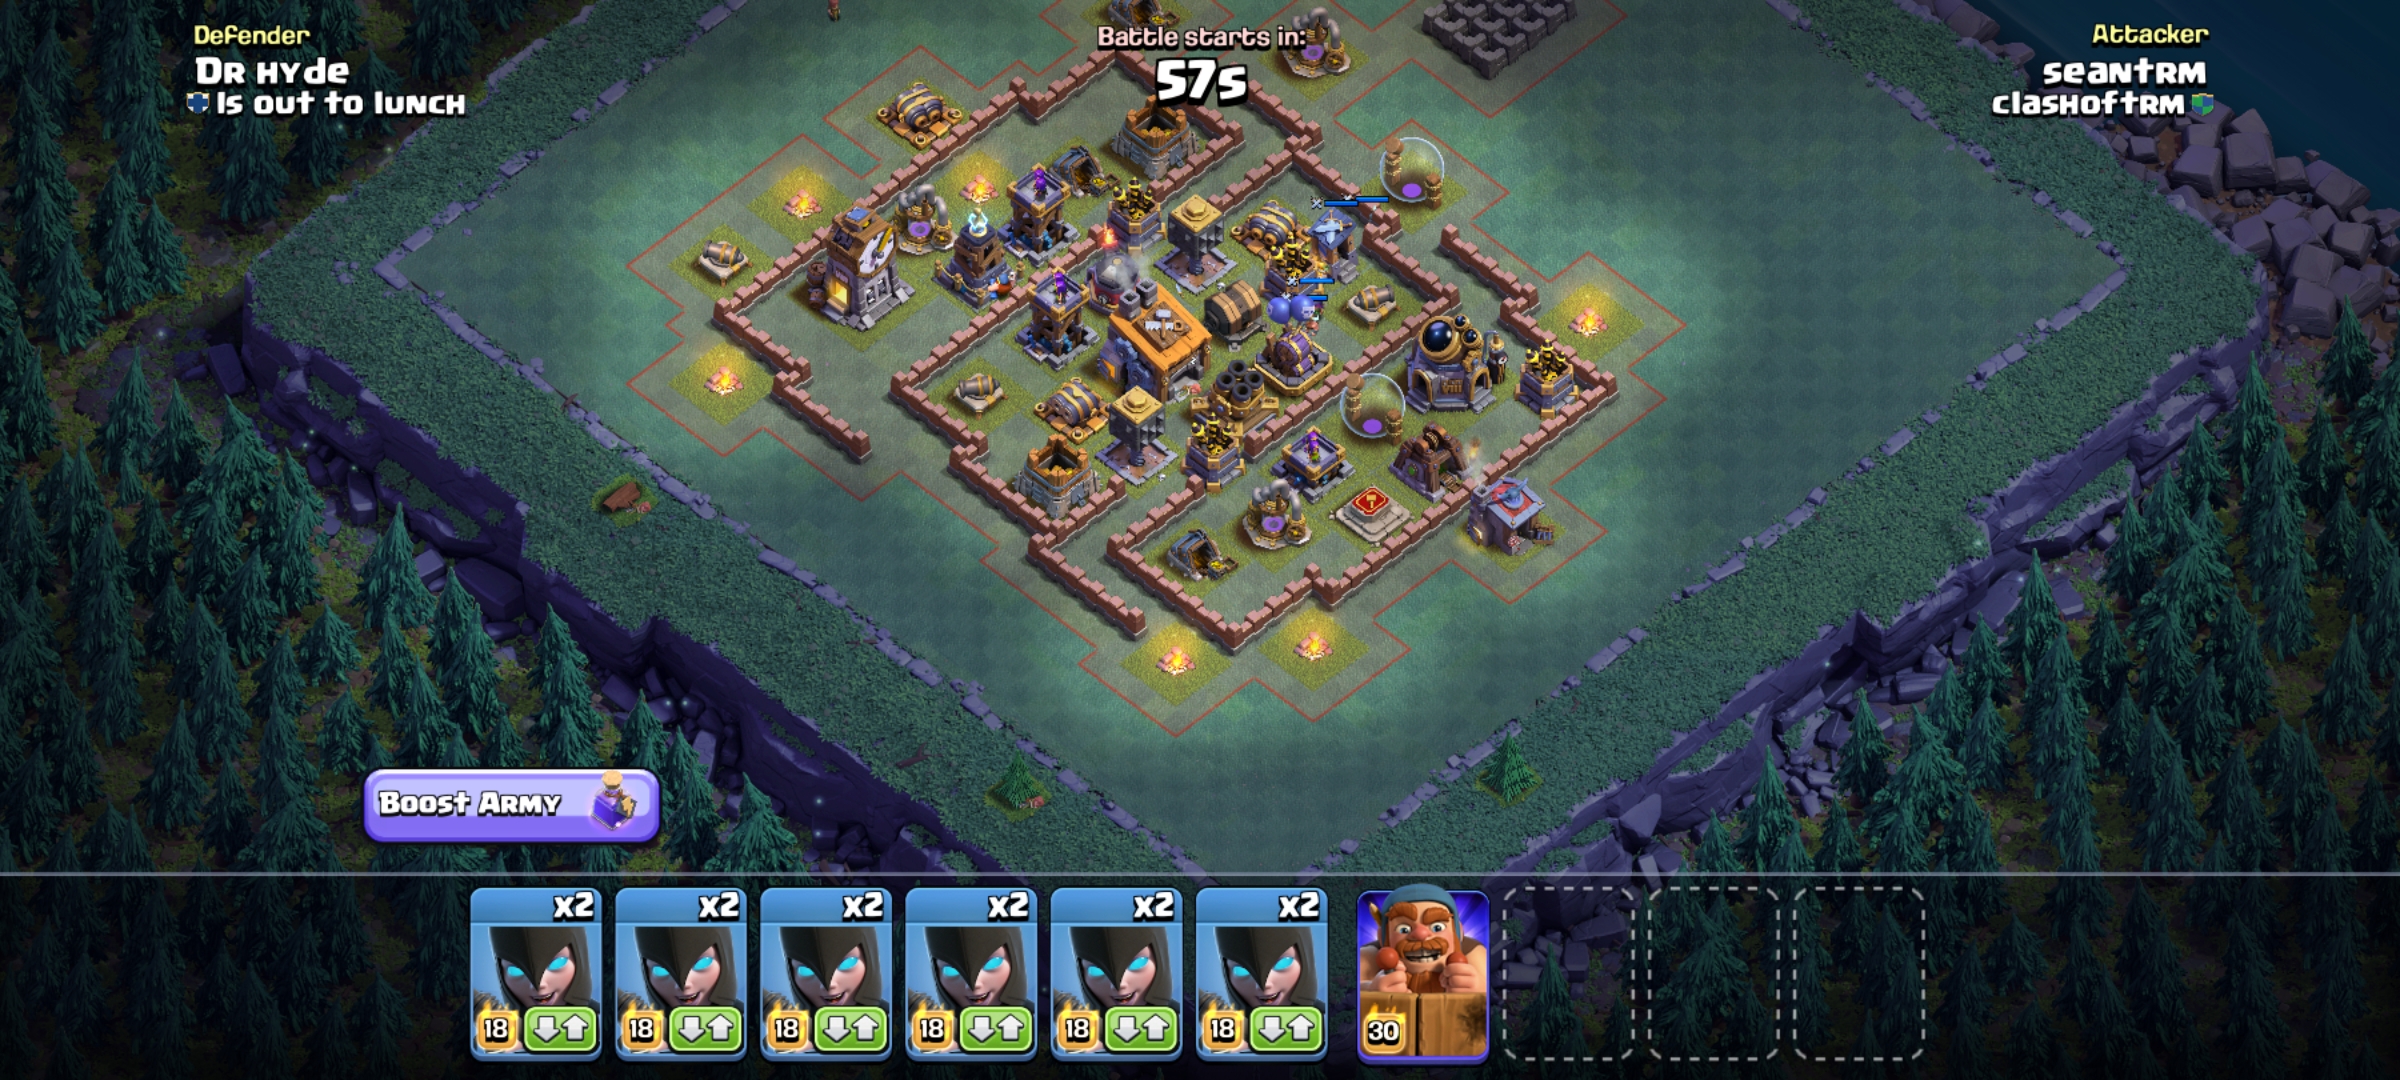 Defender
Dr HYde
Is out to lunch
Battle starts in:
57s
Attacker
seantRM
clashoftRM
Boost Army
x2
x2
x2
x2
x2
x2
18
18
18
18
18
18
30